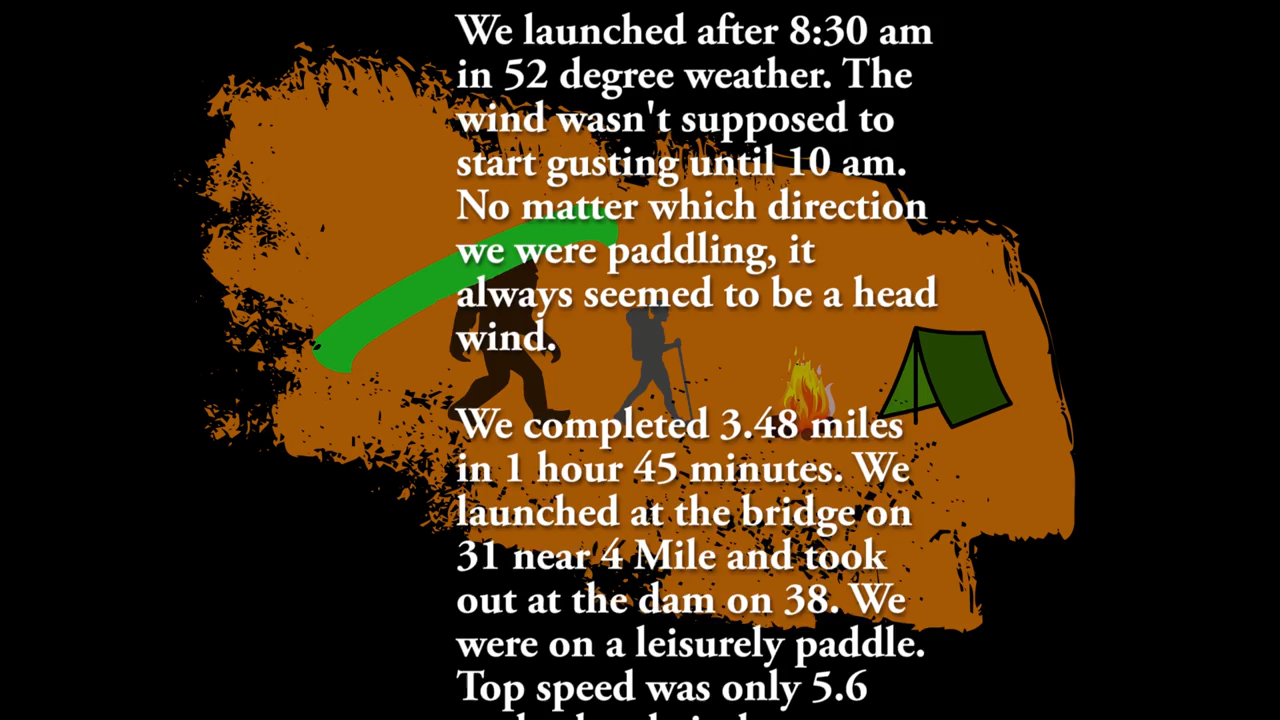 We launched after 8:30 am
in 52 degree weather. The
wind wasn't supposed to
start gusting until 10 am.
No matter which direction
we were paddling, it
always seemed to be a head
wind.
We completed 3.48 miles
in 1 hour 45 minutes. We
launched at the bridge on
31 near 4 Mile and took
out at the dam on 38. We
were on a leisurely paddle.
Top speed was only 5.6